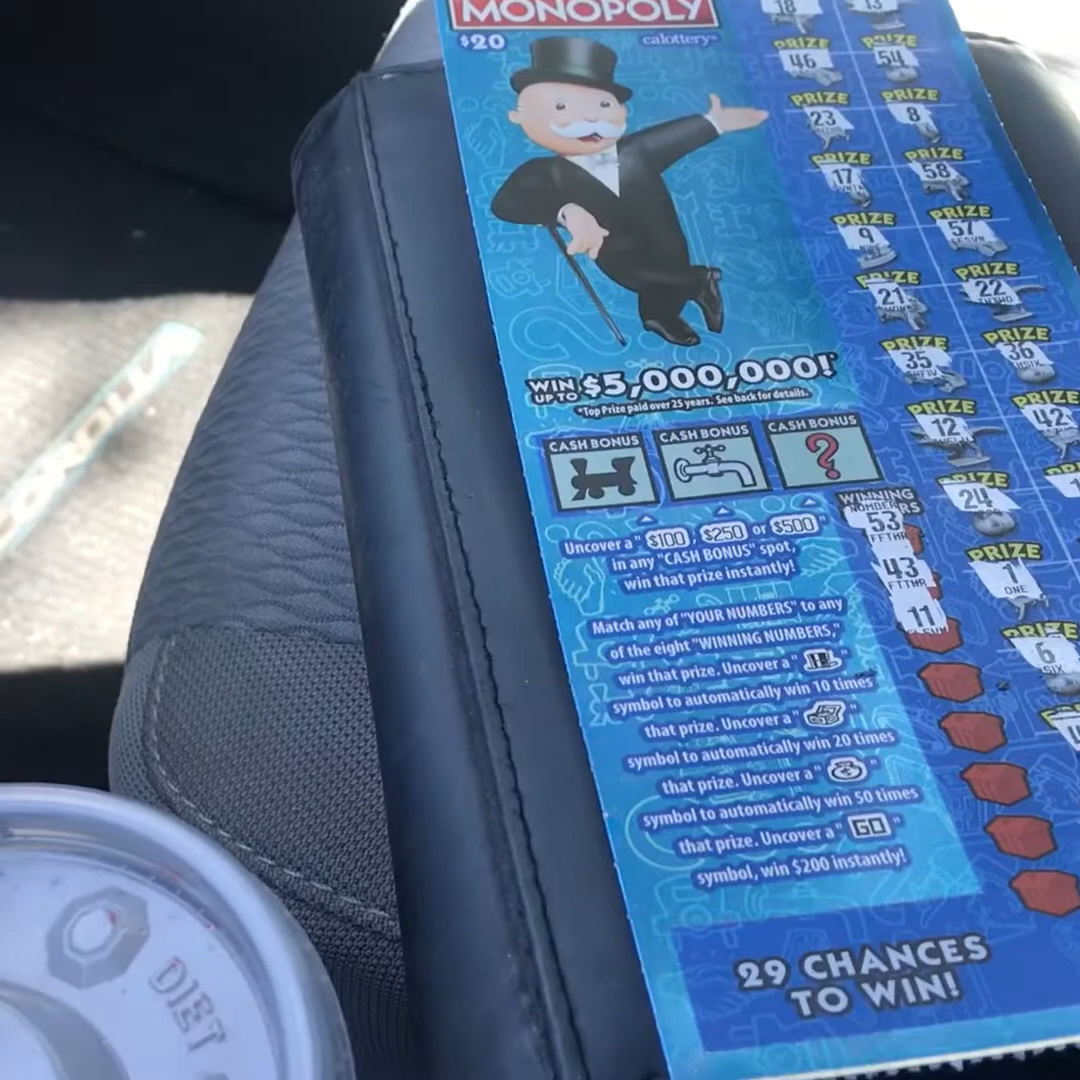 MONOPOLY
$20
calottery
WIN UP TO $5,000,000!*
*Top Prize paid over 25 years. See back for details.
CASH BONUS CASH BONUS CASH BONUS
?
Uncover a " $100 , $250 or $500 "
in any "CASH BONUS" spot,
win that prize instantly!
Match any of "YOUR NUMBERS" to any
of the eight "WINNING NUMBERS,"
win that prize. Uncover a " "
symbol to automatically win 10 times
that prize. Uncover a " "
symbol to automatically win 20 times
that prize. Uncover a " "
symbol to automatically win 50 times
that prize. Uncover a " GO "
symbol, win $200 instantly!
29 CHANCES
TO WIN!
WINNING
NUMBERS
53
FFTHR
43
FTTHR
11
18 13
PRIZE PRIZE
46 54
PRIZE PRIZE
23 8
PRIZE PRIZE
17 58
PRIZE PRIZE
9 57
PRIZE PRIZE
21 22
PRIZE PRIZE
35 36
PRIZE PRIZE
12 42
PRIZE
24
PRIZE
1
ONE
PRIZE
6
SIX
DIET